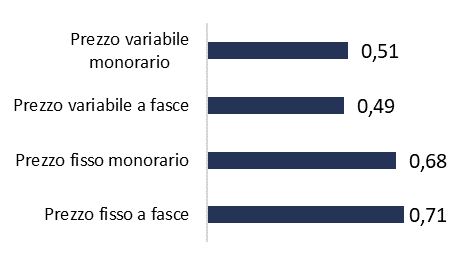 Prezzo variabile
monorario
0,51
Prezzo variabile a fasce
0,49
Prezzo fisso monorario
0,68
Prezzo fisso a fasce
0,71